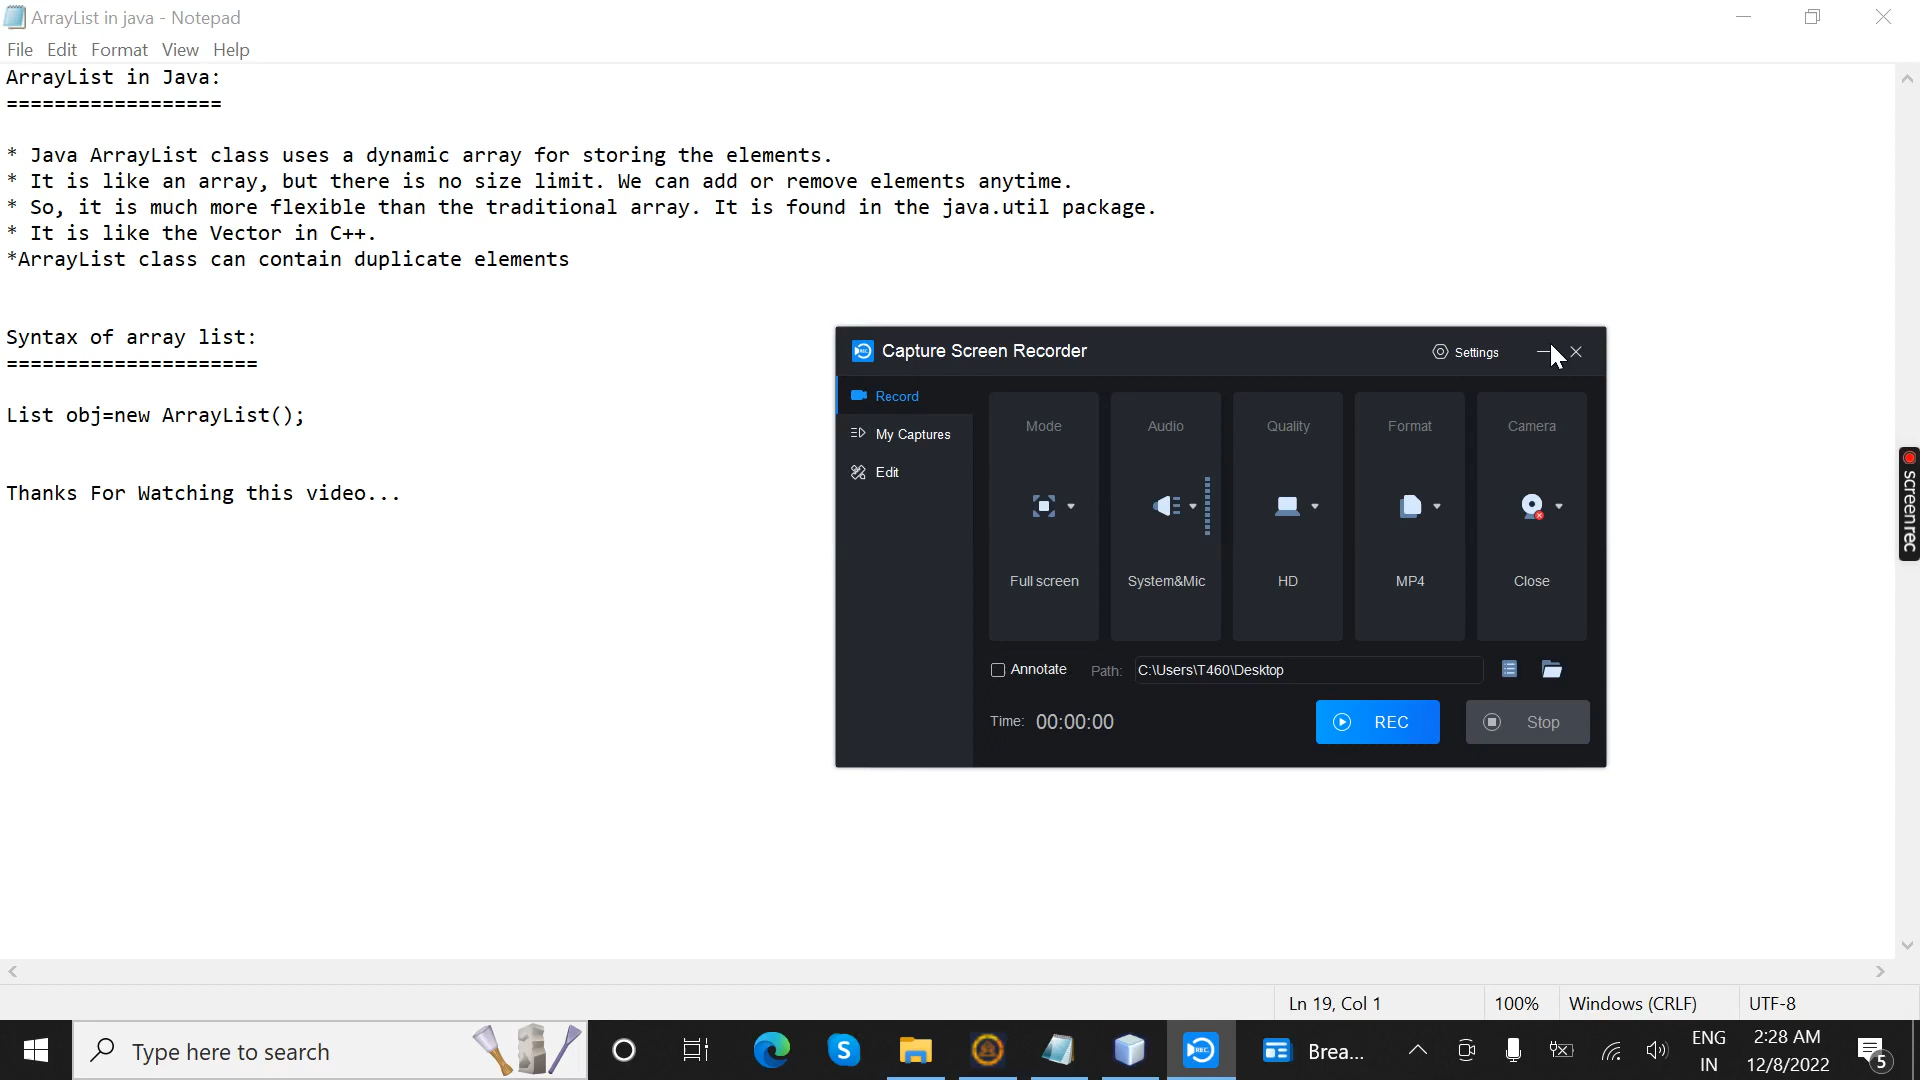 ArrayList in java - Notepad
File Edit Format View Help
ArrayList in Java:
==================
* Java ArrayList class uses a dynamic array for storing the elements.
* It is like an array, but there is no size limit. We can add or remove elements anytime.
* So, it is much more flexible than the traditional array. It is found in the java.util package.
* It is like the Vector in C++.
*ArrayList class can contain duplicate elements
Syntax of array list:
=====================
List obj=new ArrayList();
Thanks For Watching this video...
Capture Screen Recorder
Settings
Record
My Captures
Edit
Mode Audio Quality Format Camera
Full screen System&Mic HD MP4 Close
Annotate Path: C:\Users\T460\Desktop
Time: 00:00:00 REC Stop
screenrec
Ln 19, Col 1 100% Windows (CRLF) UTF-8
Type here to search
Brea...
ENG
IN
2:28 AM
12/8/2022
5